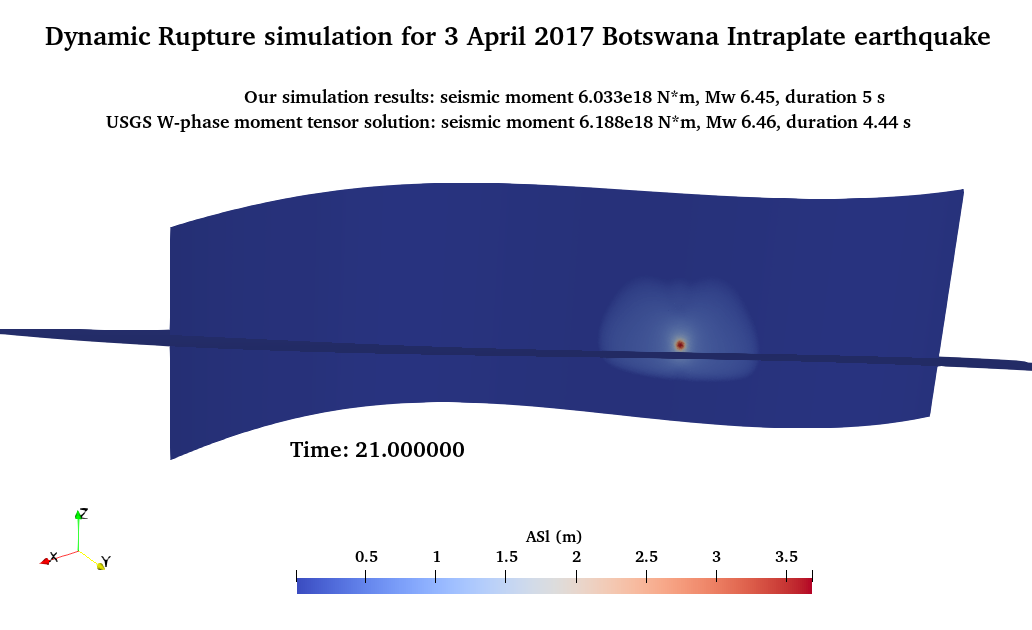 Dynamic Rupture simulation for 3 April 2017 Botswana Intraplate earthquake
Our simulation results: seismic moment 6.033e18 N*m, Mw 6.45, duration 5 s
USGS W-phase moment tensor solution: seismic moment 6.188e18 N*m, Mw 6.46, duration 4.44 s
Time: 21.000000
Z
X
Y
ASl (m)
0.5 1 1.5 2 2.5 3 3.5